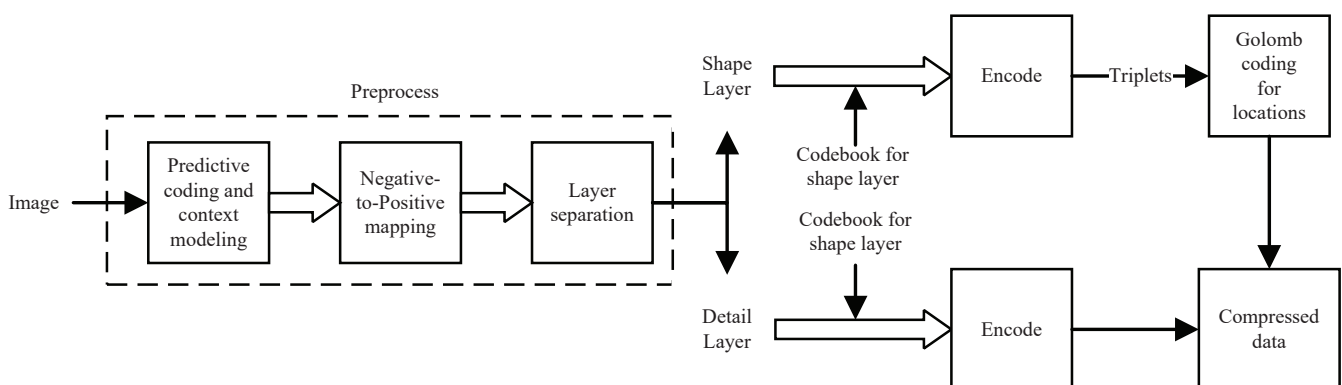 Preprocess
Image
Predictive
coding and
context
modeling
Negative-
to-Positive
mapping
Layer
separation
Shape
Layer
Codebook for
shape layer
Encode
Triplets
Golomb
coding
for
locations
Codebook for
shape layer
Detail
Layer
Encode
Compressed
data